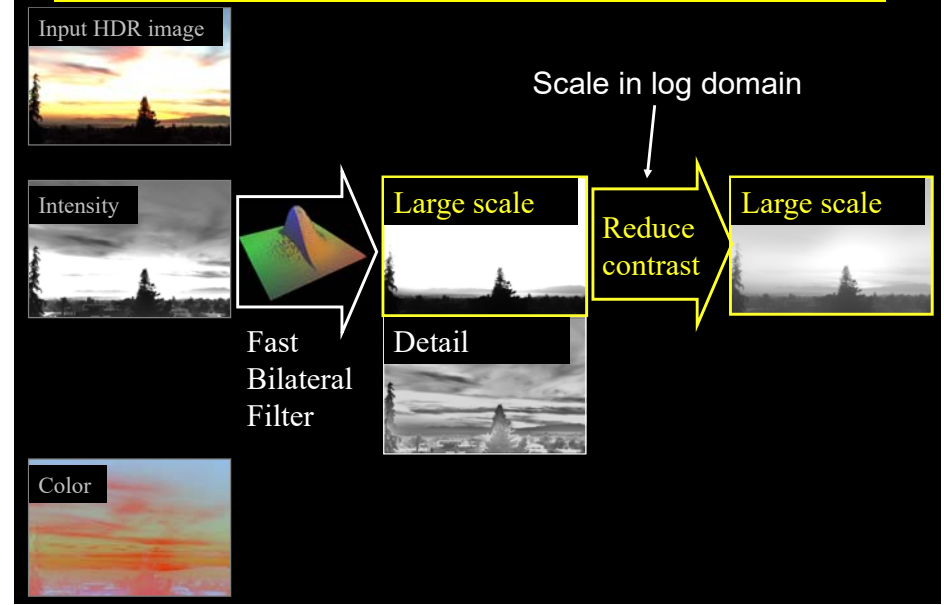 Input HDR image
Scale in log domain
Intensity
Large scale
Reduce
contrast
Large scale
Fast
Bilateral
Filter
Detail
Color